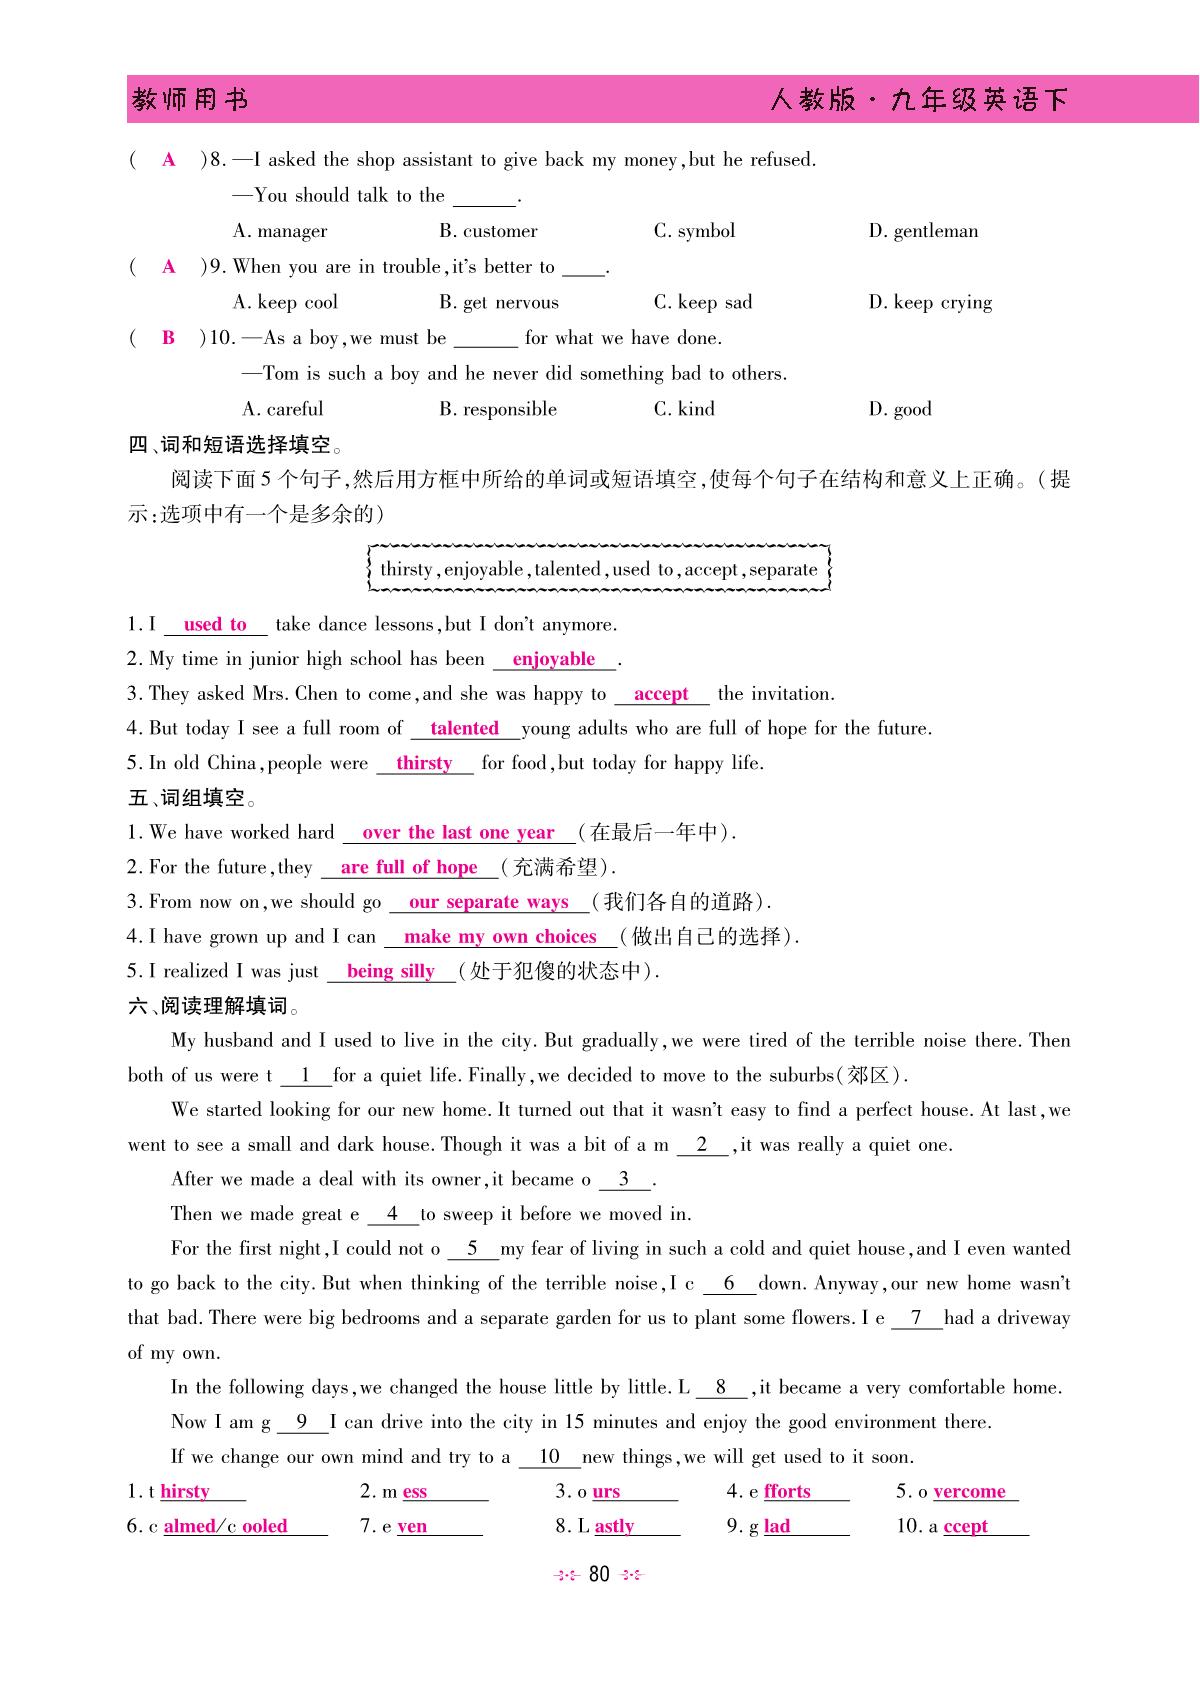 教师用书 人教版·九年级英语下
( A )8. —I asked the shop assistant to give back my money,but he refused.
—You should talk to the ______.
A. manager B. customer C. symbol D. gentleman
( A )9. When you are in trouble,it's better to ____.
A. keep cool B. get nervous C. keep sad D. keep crying
( B )10. —As a boy,we must be ______ for what we have done.
—Tom is such a boy and he never did something bad to others.
A. careful B. responsible C. kind D. good
四、词和短语选择填空。
阅读下面5个句子,然后用方框中所给的单词或短语填空,使每个句子在结构和意义上正确。(提
示:选项中有一个是多余的)
thirsty,enjoyable,talented,used to,accept,separate
1. I used to take dance lessons,but I don't anymore.
2. My time in junior high school has been enjoyable.
3. They asked Mrs. Chen to come,and she was happy to accept the invitation.
4. But today I see a full room of talented young adults who are full of hope for the future.
5. In old China,people were thirsty for food,but today for happy life.
五、词组填空。
1. We have worked hard over the last one year(在最后一年中).
2. For the future,they are full of hope(充满希望).
3. From now on,we should go our separate ways(我们各自的道路).
4. I have grown up and I can make my own choices(做出自己的选择).
5. I realized I was just being silly(处于犯傻的状态中).
六、阅读理解填词。
My husband and I used to live in the city. But gradually,we were tired of the terrible noise there. Then
both of us were t 1 for a quiet life. Finally,we decided to move to the suburbs(郊区).
We started looking for our new home. It turned out that it wasn't easy to find a perfect house. At last,we
went to see a small and dark house. Though it was a bit of a m 2 ,it was really a quiet one.
After we made a deal with its owner,it became o 3 .
Then we made great e 4 to sweep it before we moved in.
For the first night,I could not o 5 my fear of living in such a cold and quiet house,and I even wanted
to go back to the city. But when thinking of the terrible noise,I c 6 down. Anyway,our new home wasn't
that bad. There were big bedrooms and a separate garden for us to plant some flowers. I e 7 had a driveway
of my own.
In the following days,we changed the house little by little. L 8 ,it became a very comfortable home.
Now I am g 9 I can drive into the city in 15 minutes and enjoy the good environment there.
If we change our own mind and try to a 10 new things,we will get used to it soon.
1. t hirsty 2. m ess 3. o urs 4. e fforts 5. o vercome
6. c almed/c ooled 7. e ven 8. L astly 9. g lad 10. a ccept
80